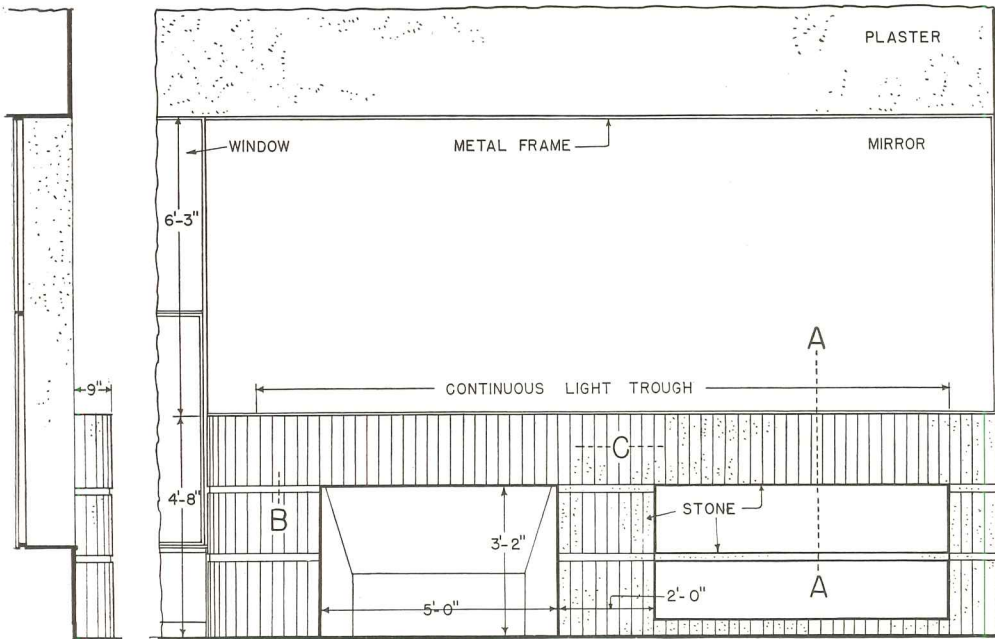 PLASTER
WINDOW
METAL FRAME
MIRROR
6'-3"
A
9"
CONTINUOUS LIGHT TROUGH
C
4'-8"
B
STONE
3'-2"
A
5'-0"
2'-0"